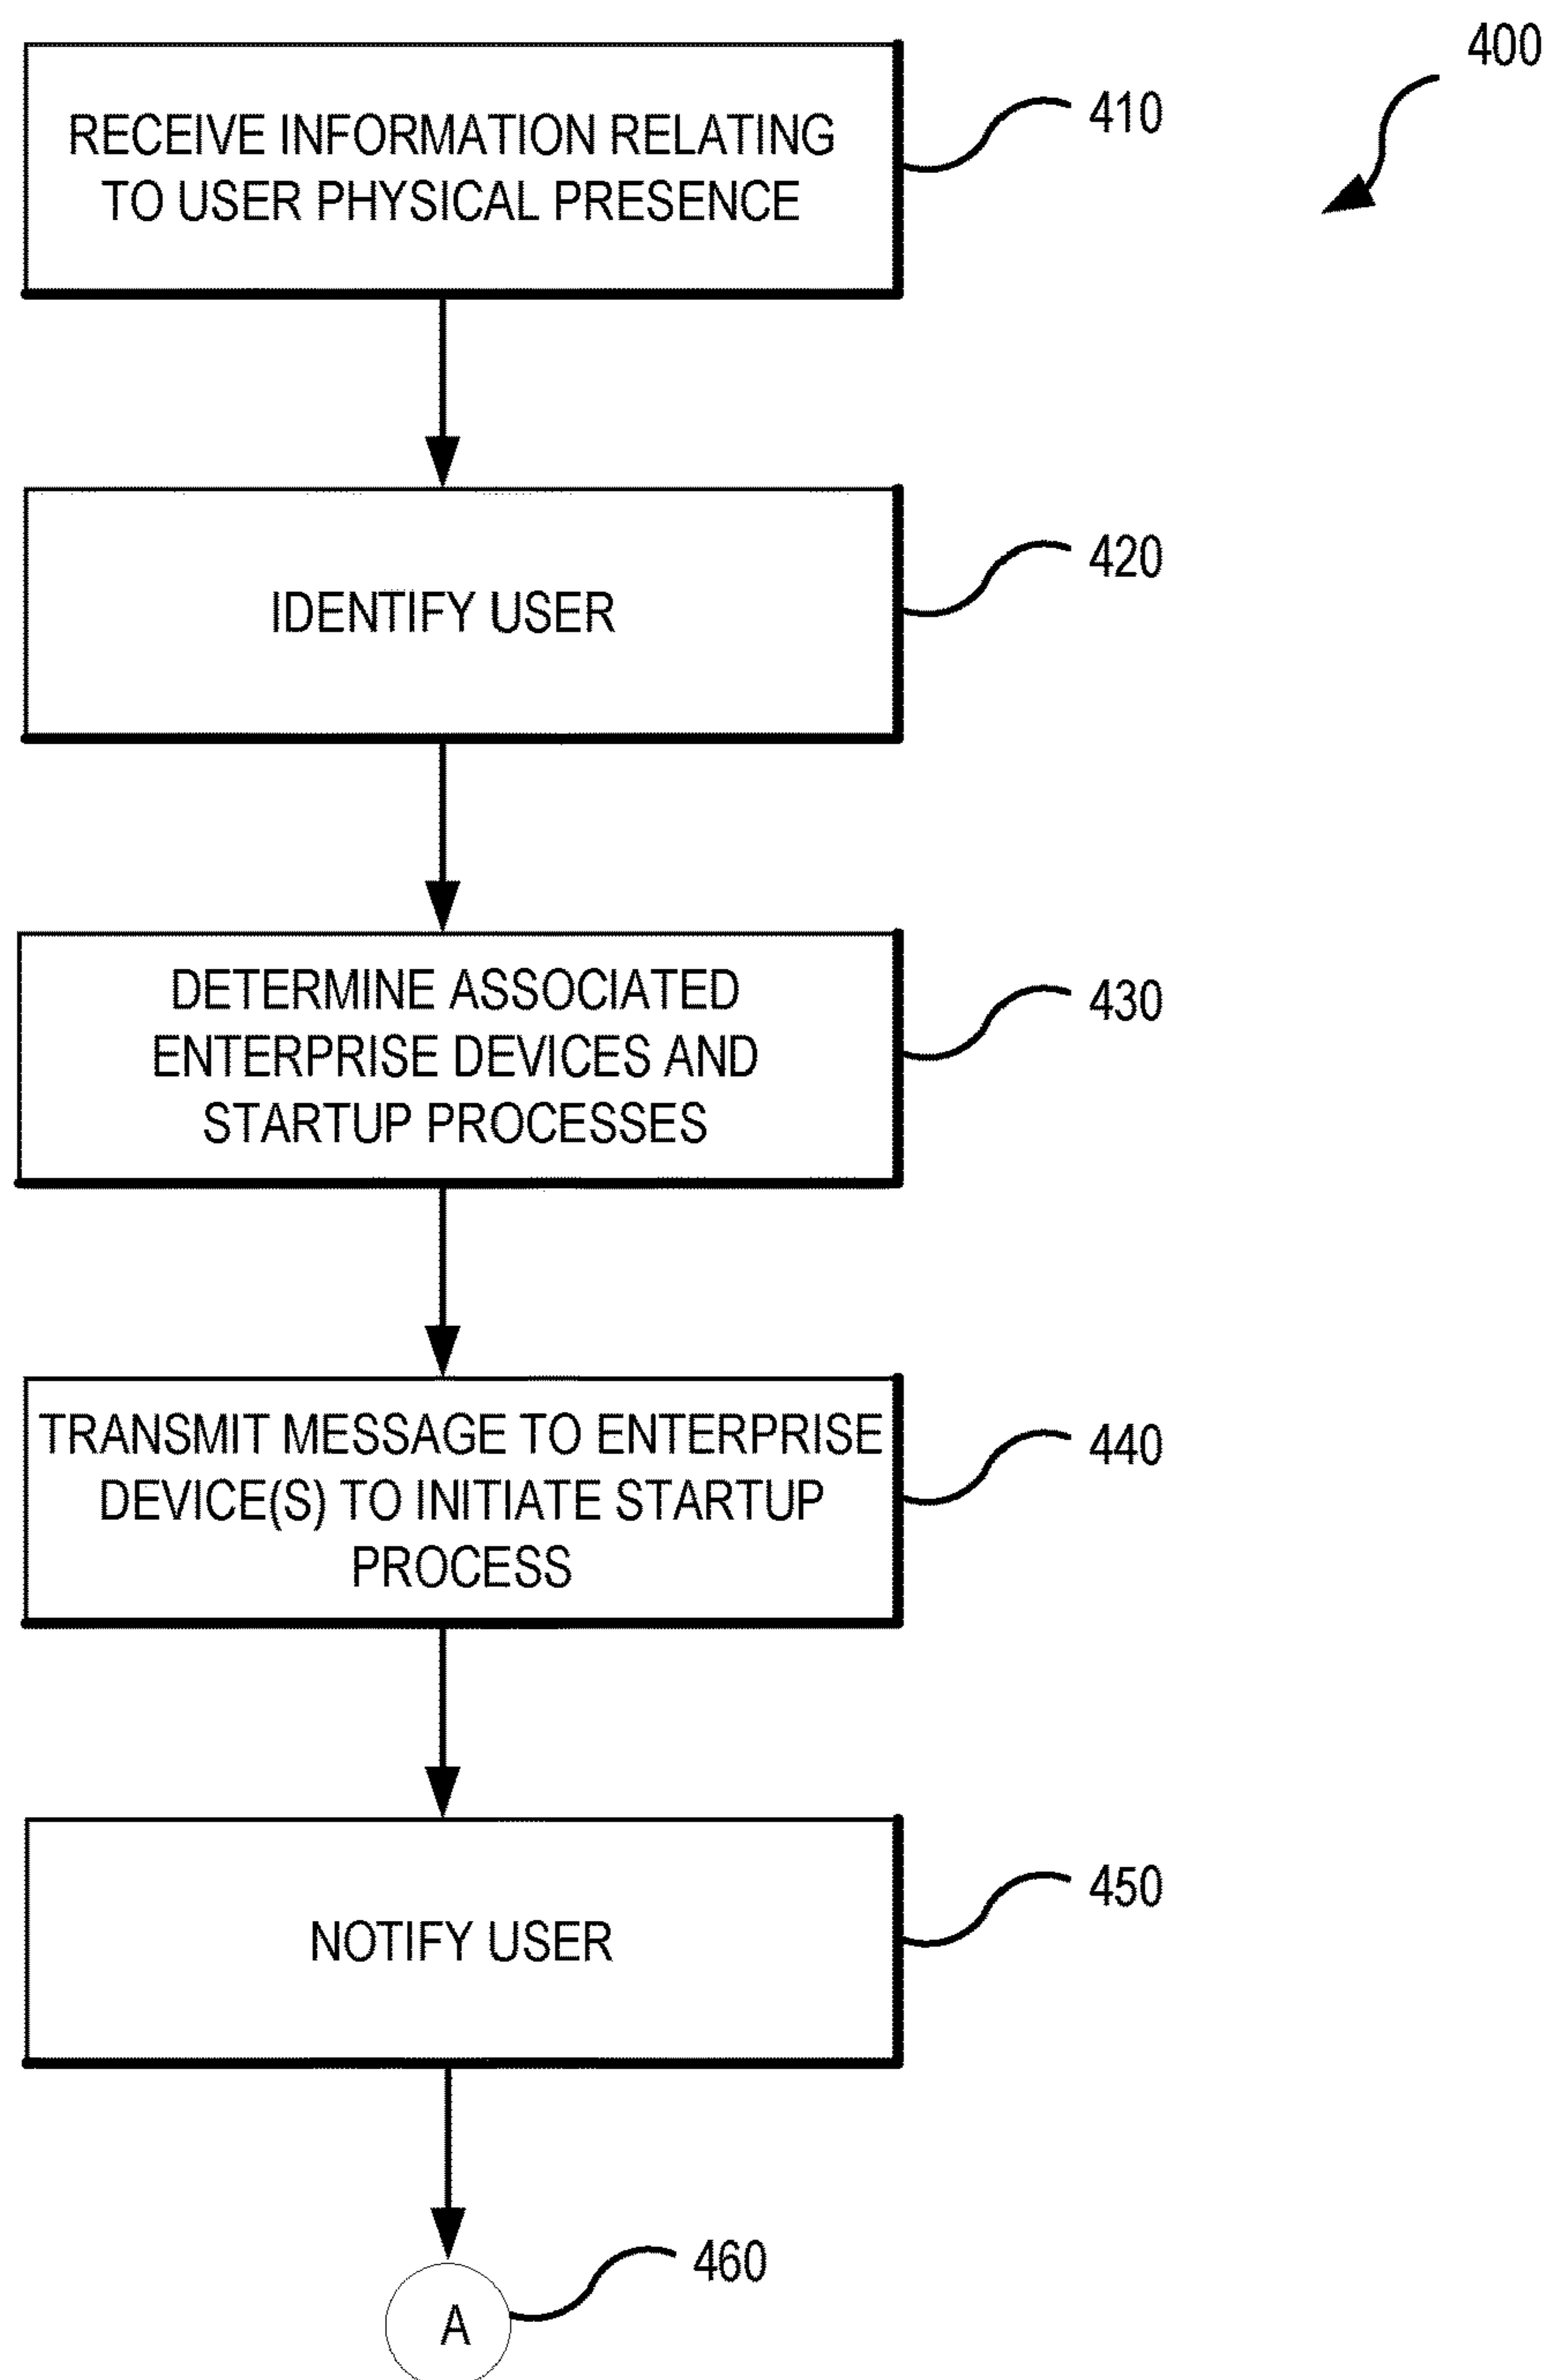 400
RECEIVE INFORMATION RELATING
TO USER PHYSICAL PRESENCE
410
IDENTIFY USER
420
DETERMINE ASSOCIATED
ENTERPRISE DEVICES AND
STARTUP PROCESSES
430
TRANSMIT MESSAGE TO ENTERPRISE
DEVICE(S) TO INITIATE STARTUP
PROCESS
440
NOTIFY USER
450
A
460